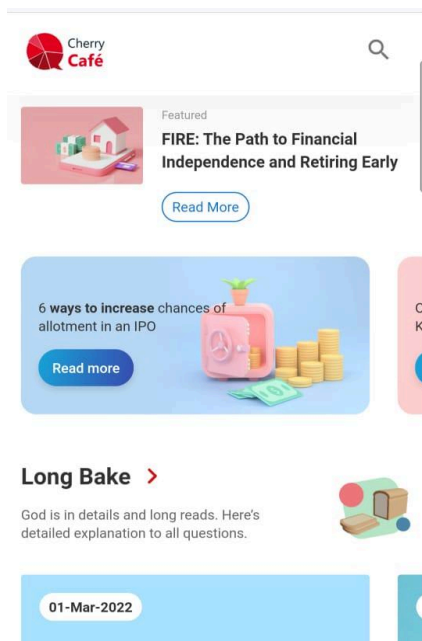 Cherry
Café
Featured
FIRE: The Path to Financial
Independence and Retiring Early
Read More
6 ways to increase chances of
allotment in an IPO
Read more
Long Bake
God is in details and long reads. Here's
detailed explanation to all questions.
01-Mar-2022